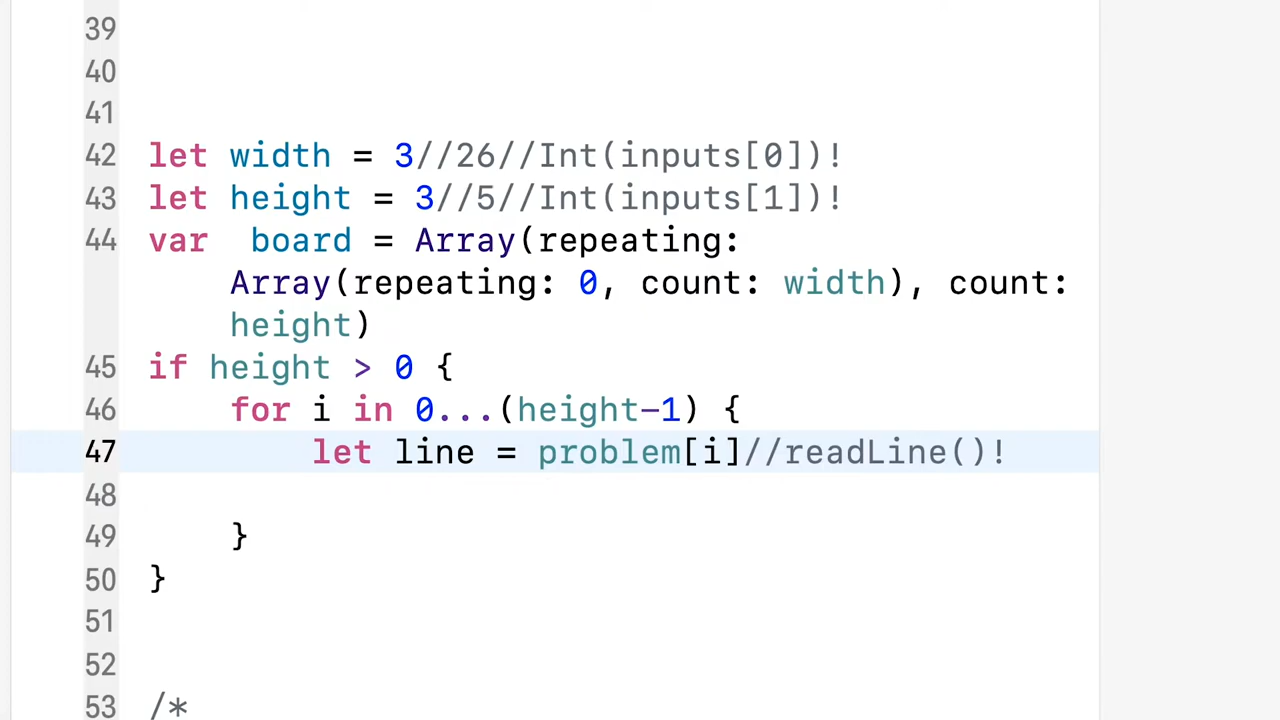 39
40
41
42 let width = 3//26//Int(inputs[0])!
43 let height = 3//5//Int(inputs[1])!
44 var  board = Array(repeating:
Array(repeating: 0, count: width), count:
height)
45 if height > 0 {
46 for i in 0...(height-1) {
47 let line = problem[i]//readLine()!
48
49 }
50 }
51
52
53 /*